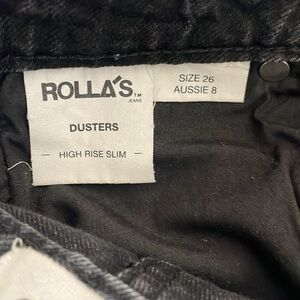 ROLLA'S TM
JEANS
DUSTERS
— HIGH RISE SLIM —
SIZE 26
AUSSIE 8